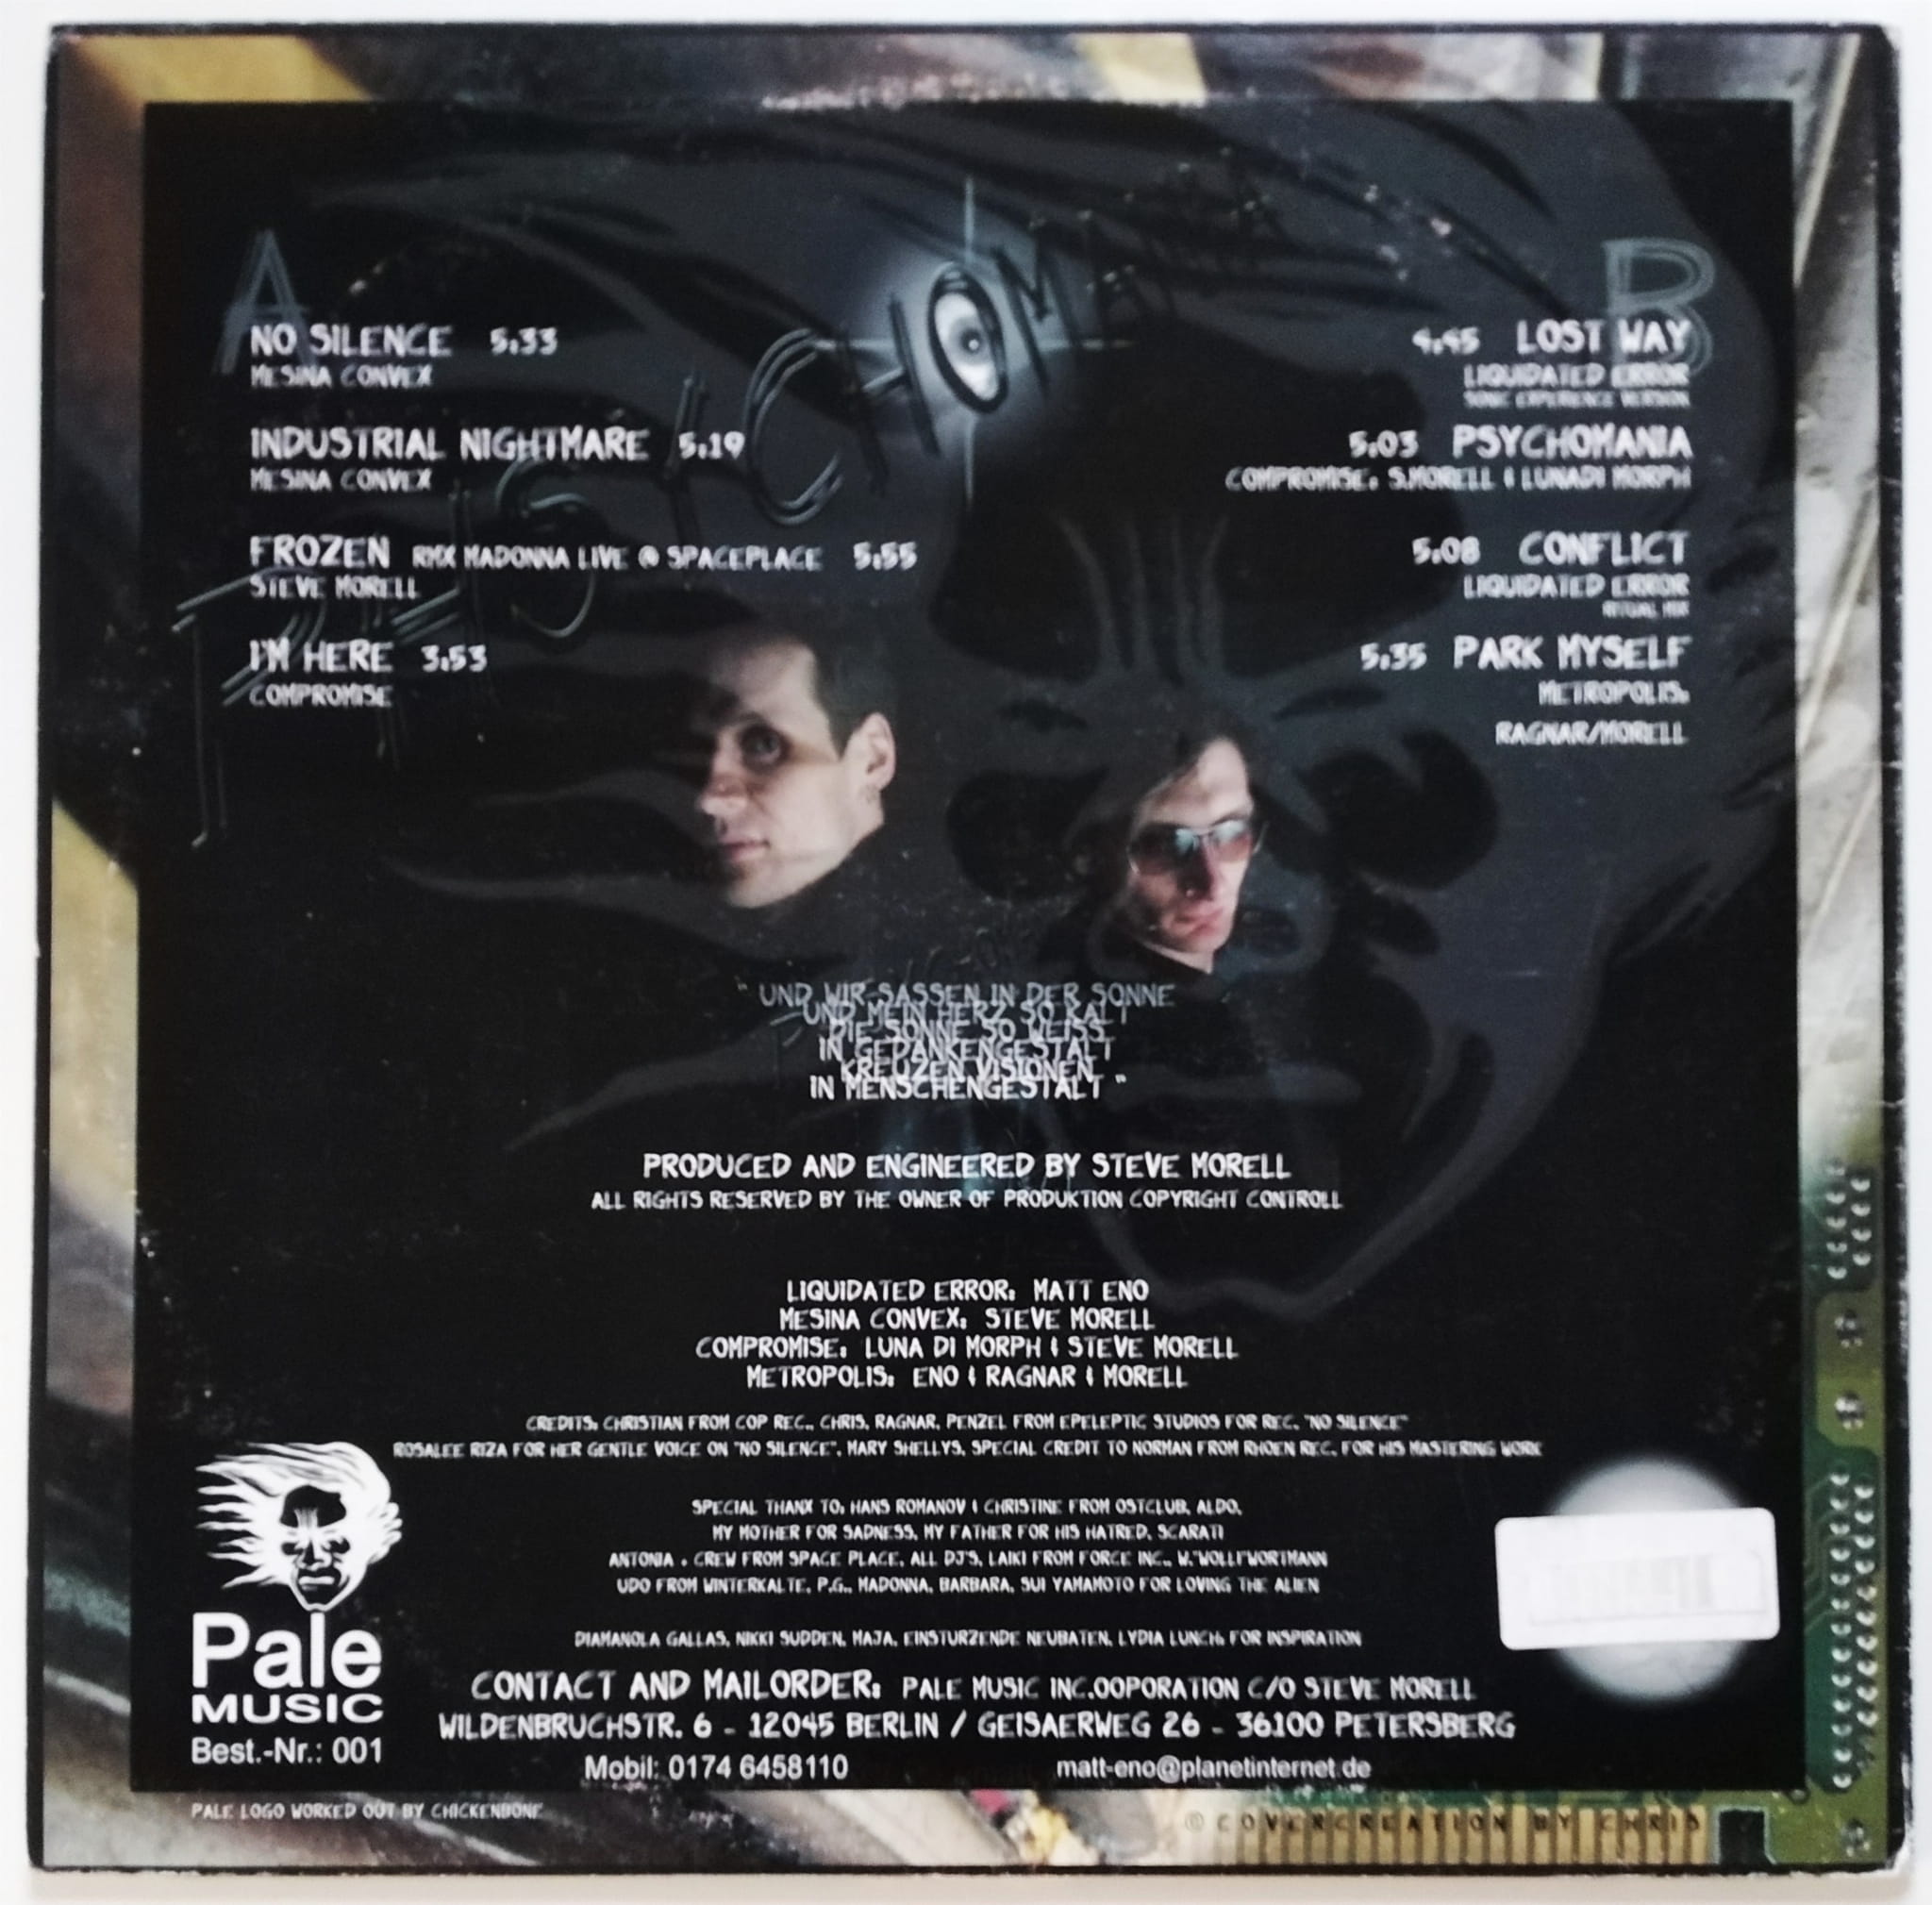 PSYCHOMANIA
A
NO SILENCE 5:33
MESINA CONVEX
INDUSTRIAL NIGHTMARE 5:19
MESINA CONVEX
FROZEN RMX MADONNA LIVE @ SPACEPLACE 5:55
STEVE MORELL
I'M HERE 3:53
COMPROMISE
B
4:45 LOST WAY
LIQUIDATED ERROR
SONIC EXPERIENCE VERSION
5:03 PSYCHOMANIA
COMPROMISE: S.MORELL & LUNADI MORPH
5:08 CONFLICT
LIQUIDATED ERROR
RITUAL MIX
5:35 PARK MYSELF
METROPOLIS:
RAGNAR/MORELL
" UND WIR SASSEN IN DER SONNE
UND MEIN HERZ SO KALT
DIE SONNE SO WEISS
IN GEDANKENGESTALT
KREUZEN VISIONEN
IN MENSCHENGESTALT "
PRODUCED AND ENGINEERED BY STEVE MORELL
ALL RIGHTS RESERVED BY THE OWNER OF PRODUKTION COPYRIGHT CONTROLL
LIQUIDATED ERROR: MATT ENO
MESINA CONVEX: STEVE MORELL
COMPROMISE: LUNA DI MORPH & STEVE MORELL
METROPOLIS: ENO & RAGNAR & MORELL
CREDITS: CHRISTIAN FROM COP REC., CHRIS, RAGNAR, PENZEL FROM EPELEPTIC STUDIOS FOR REC. "NO SILENCE"
ROSALEE RIZA FOR HER GENTLE VOICE ON "NO SILENCE", MARY SHELLYS, SPECIAL CREDIT TO NORMAN FROM RHOEN REC. FOR HIS MASTERING WORK
SPECIAL THANX TO: HANS ROMANOV & CHRISTINE FROM OSTCLUB, ALDO,
MY MOTHER FOR SADNESS, MY FATHER FOR HIS HATRED, SCARATI
ANTONIA + CREW FROM SPACE PLACE, ALL DJ'S, LAIKI FROM FORCE INC., W."WOLLI"WORTMANN
UDO FROM WINTERKALTE, P.G., MADONNA, BARBARA, SUI YAMAMOTO FOR LOVING THE ALIEN
DIAMANOLA GALLAS, NIKKI SUDDEN, MAJA, EINSTURZENDE NEUBATEN, LYDIA LUNCH: FOR INSPIRATION
CONTACT AND MAILORDER: PALE MUSIC INC.OOPORATION C/O STEVE MORELL
WILDENBRUCHSTR. 6 - 12045 BERLIN / GEISAERWEG 26 - 36100 PETERSBERG
Mobil: 0174 6458110 matt-eno@planetinternet.de
Pale
MUSIC
Best.-Nr.: 001
PALE LOGO WORKED OUT BY CHICKENBONE
© COVERCREATION BY CHRIS